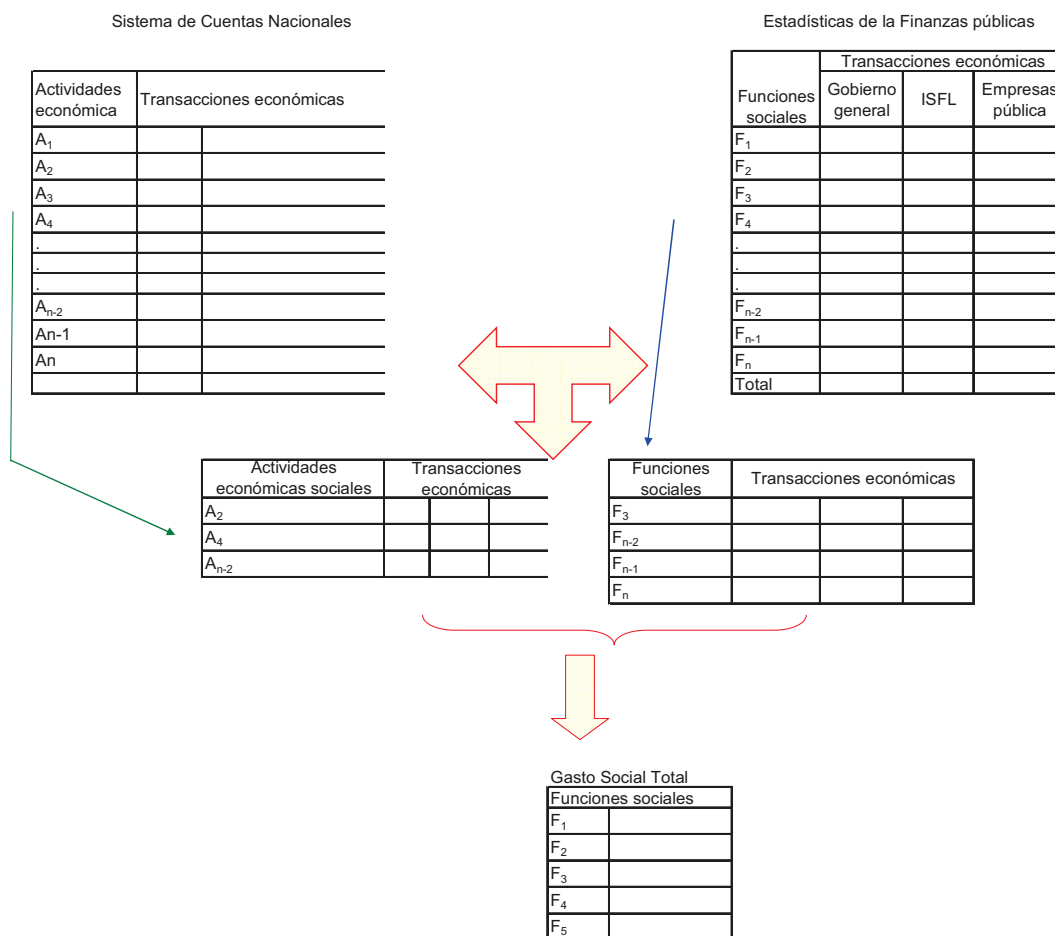 Sistema de Cuentas Nacionales
Estadísticas de la Finanzas públicas
Actividades
económica
Transacciones económicas
A1
A2
A3
A4
.
.
.
An-2
An-1
An
Transacciones económicas
Funciones
sociales
Gobierno
general
ISFL
Empresas
pública
F1
F2
F3
F4
.
.
.
Fn-2
Fn-1
Fn
Total
Actividades
económicas sociales
Transacciones
económicas
A2
A4
An-2
Funciones
sociales
Transacciones económicas
F3
Fn-2
Fn-1
Fn
Gasto Social Total
Funciones sociales
F1
F2
F3
F4
F5